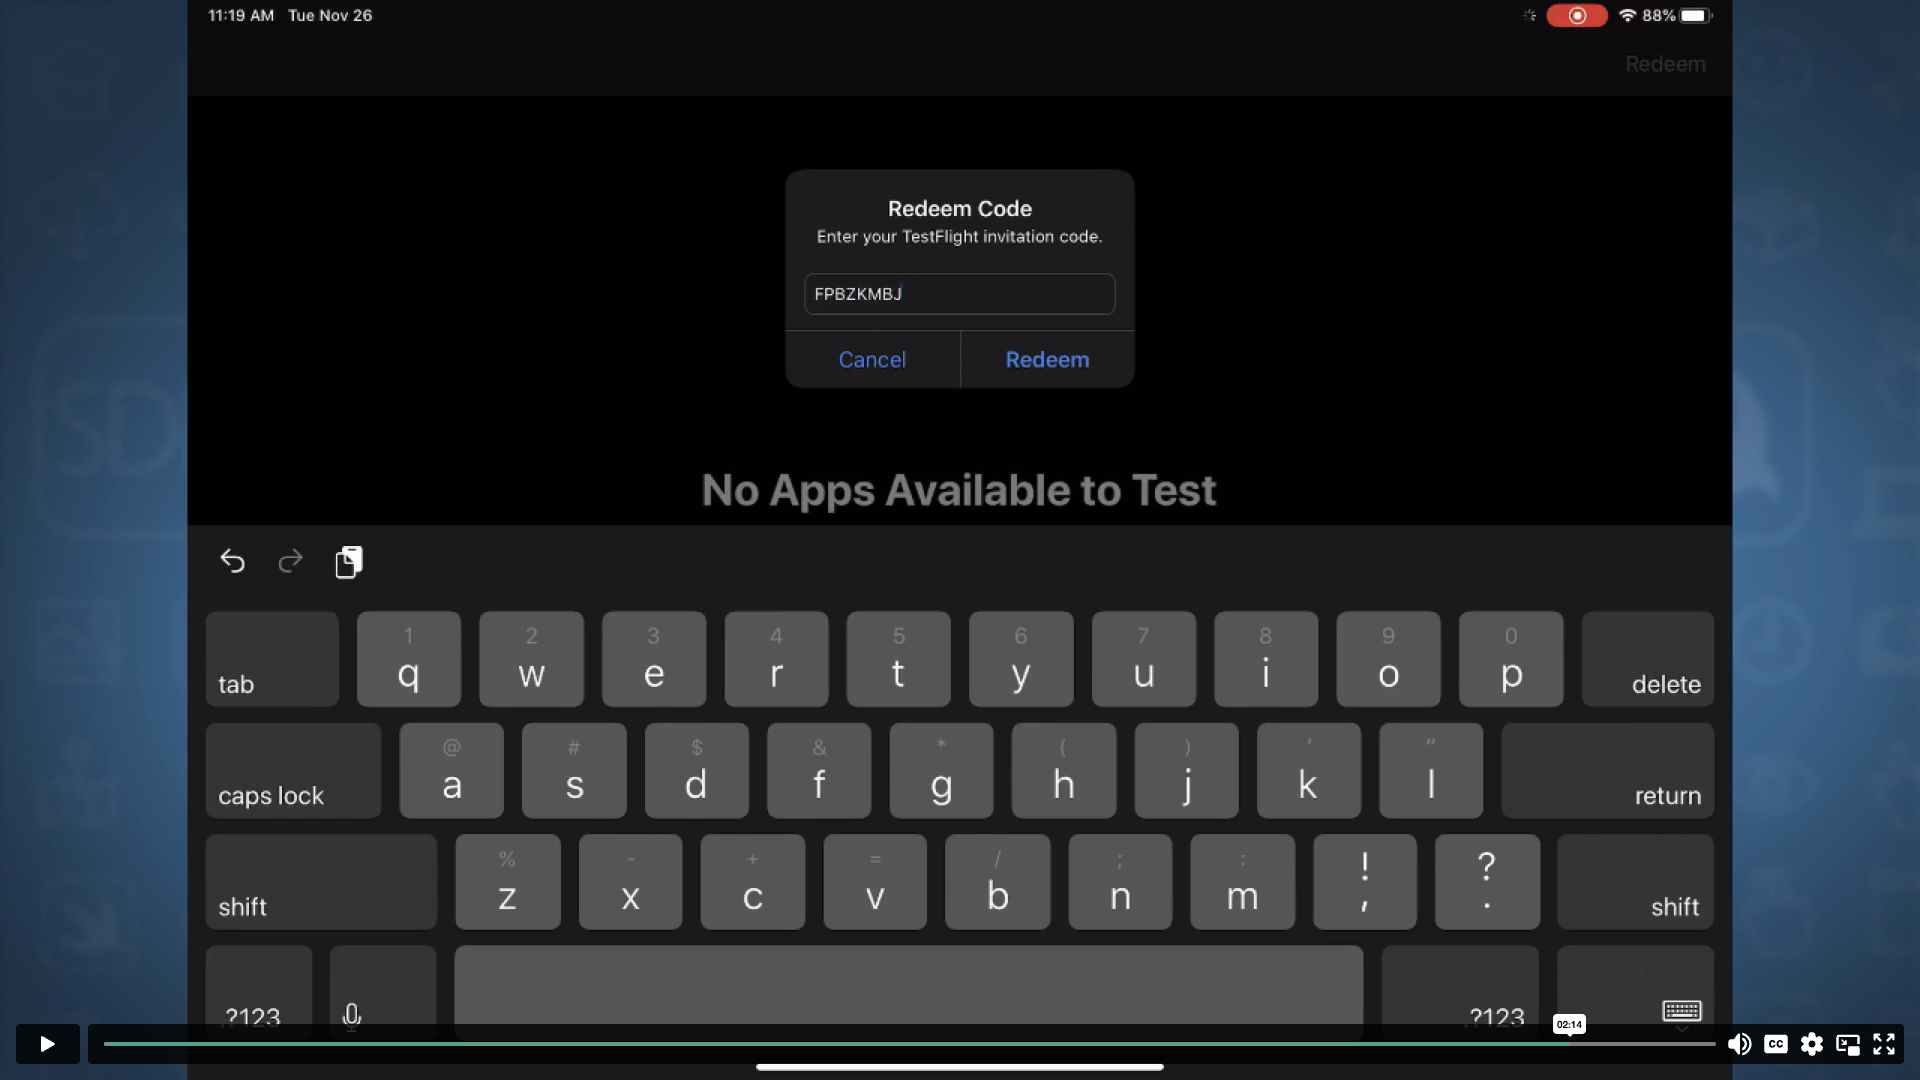 11:19 AM Tue Nov 26
88%
Redeem
Redeem Code
Enter your TestFlight invitation code.
FPBZKMBJ
Cancel Redeem
No Apps Available to Test
SD
1 2 3 4 5 6 7 8 9 0
tab q w e r t y u i o p delete
@ # $ & * ( ) ' "
caps lock a s d f g h j k l return
% - + = / ; : ! ?
shift z x c v b n m , . shift
.?123 .?123
02:14
CC